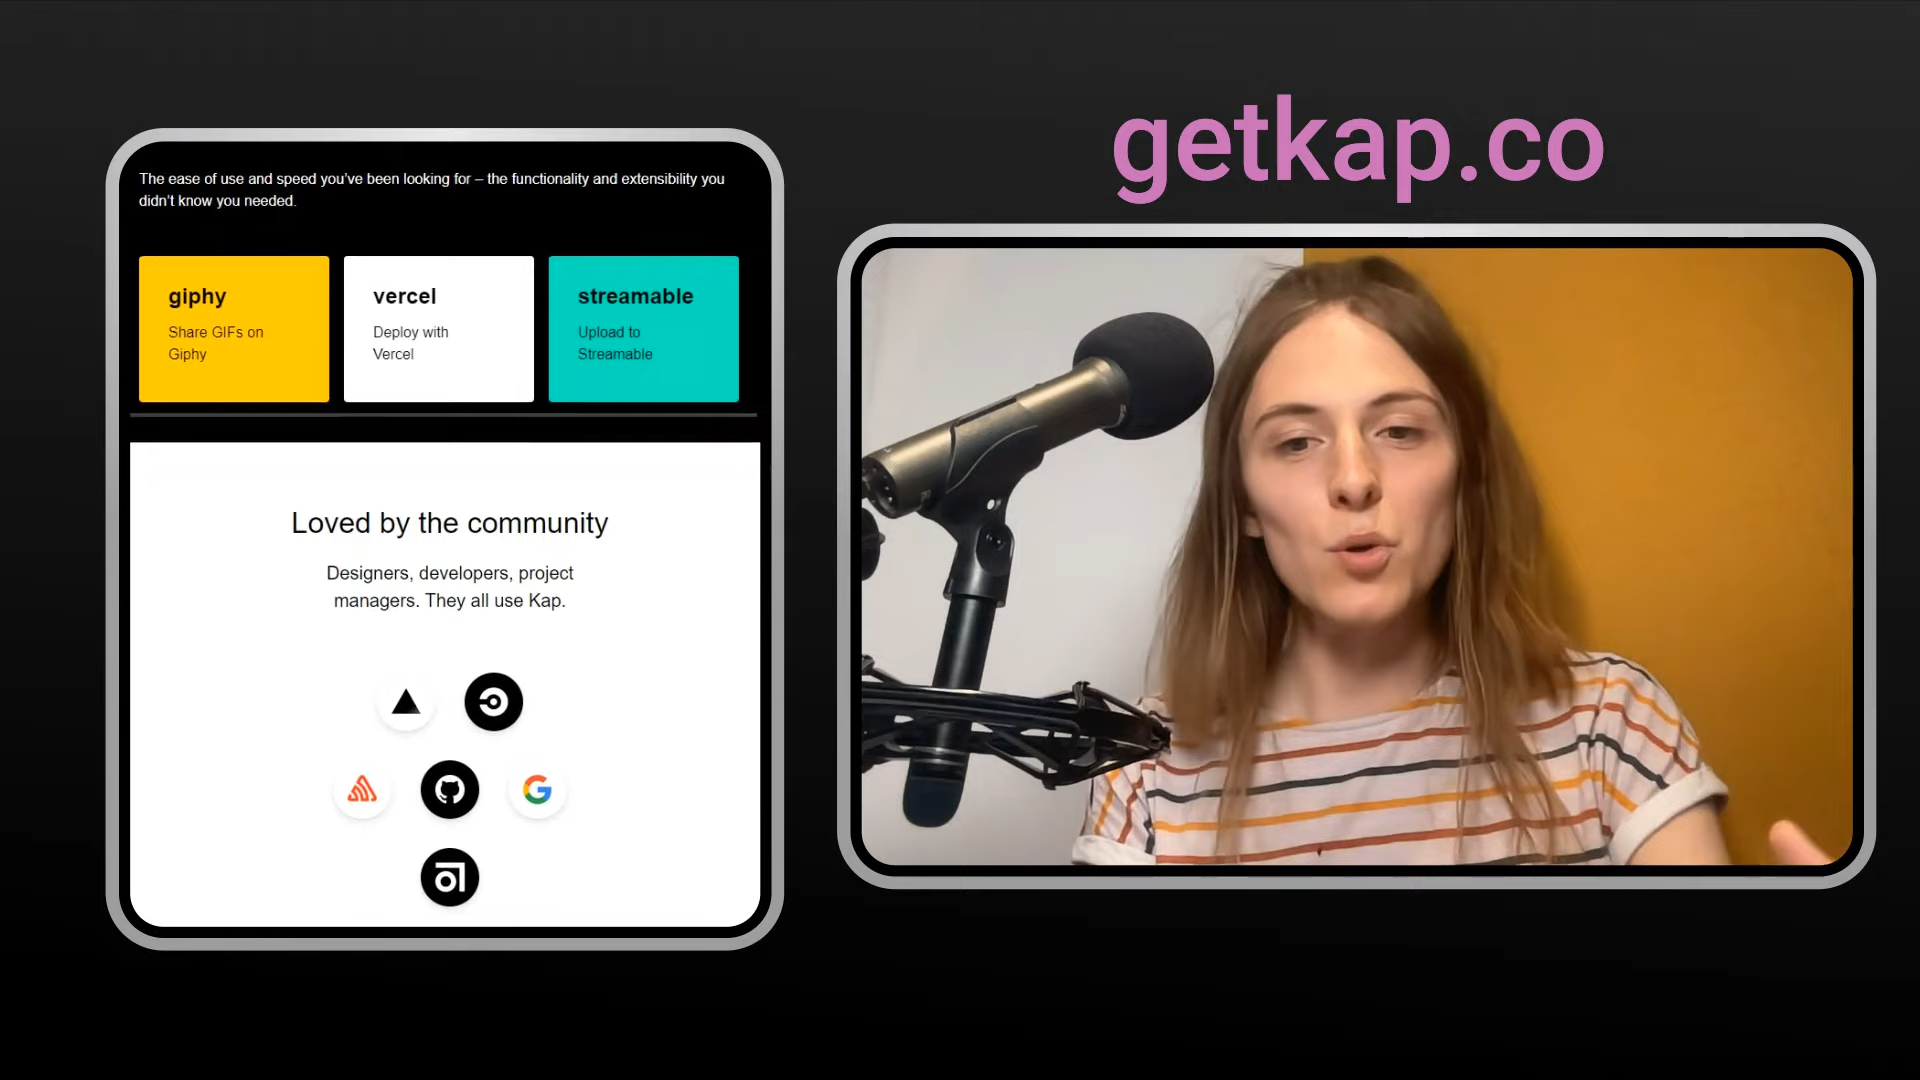 getkap.co
The ease of use and speed you've been looking for – the functionality and extensibility you
didn't know you needed.
giphy
Share GIFs on
Giphy
vercel
Deploy with
Vercel
streamable
Upload to
Streamable
Loved by the community
Designers, developers, project
managers. They all use Kap.